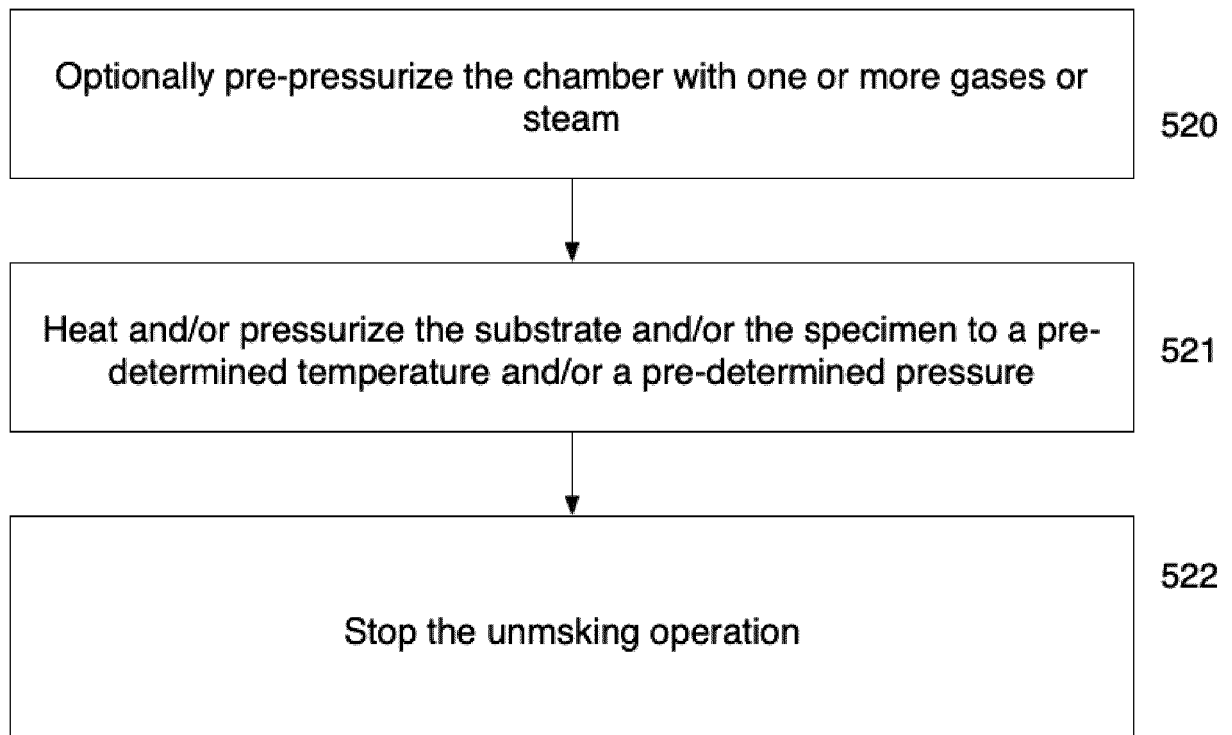 Optionally pre-pressurize the chamber with one or more gases or
steam
520
Heat and/or pressurize the substrate and/or the specimen to a pre-
determined temperature and/or a pre-determined pressure
521
522
Stop the unmsking operation